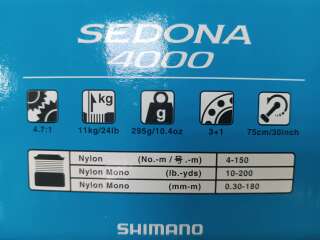 SEDONA
4000
kg
g
4.7:1 11kg/24lb 295g/10.4oz 3+1 75cm/30inch
Nylon (No.-m / 号.-m) 4-150
Nylon Mono (lb.-yds) 10-200
Nylon Mono (mm-m) 0.30-180
SHIMANO